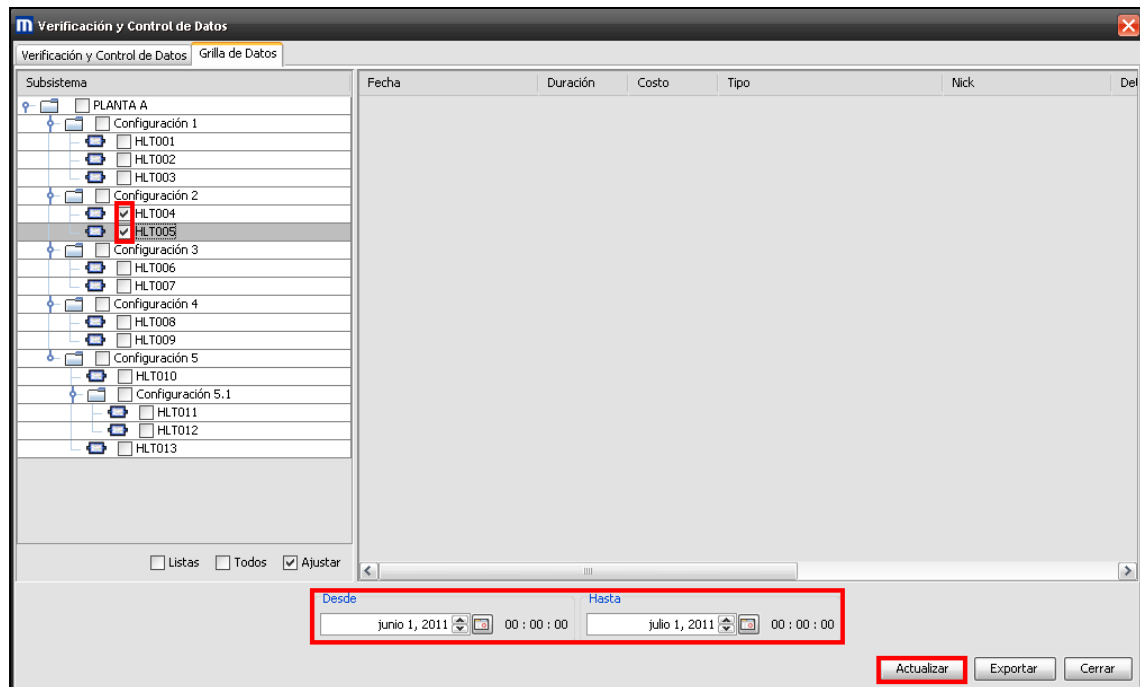 m Verificación y Control de Datos
Verificación y Control de Datos Grilla de Datos
Subsistema Fecha Duración Costo Tipo Nick Del
PLANTA A
Configuración 1
HLT001
HLT002
HLT003
Configuración 2
HLT004
HLT005
Configuración 3
HLT006
HLT007
Configuración 4
HLT008
HLT009
Configuración 5
HLT010
Configuración 5.1
HLT011
HLT012
HLT013
Listas Todos Ajustar
Desde Hasta
junio 1, 2011 00 : 00 : 00 julio 1, 2011 00 : 00 : 00
Actualizar Exportar Cerrar